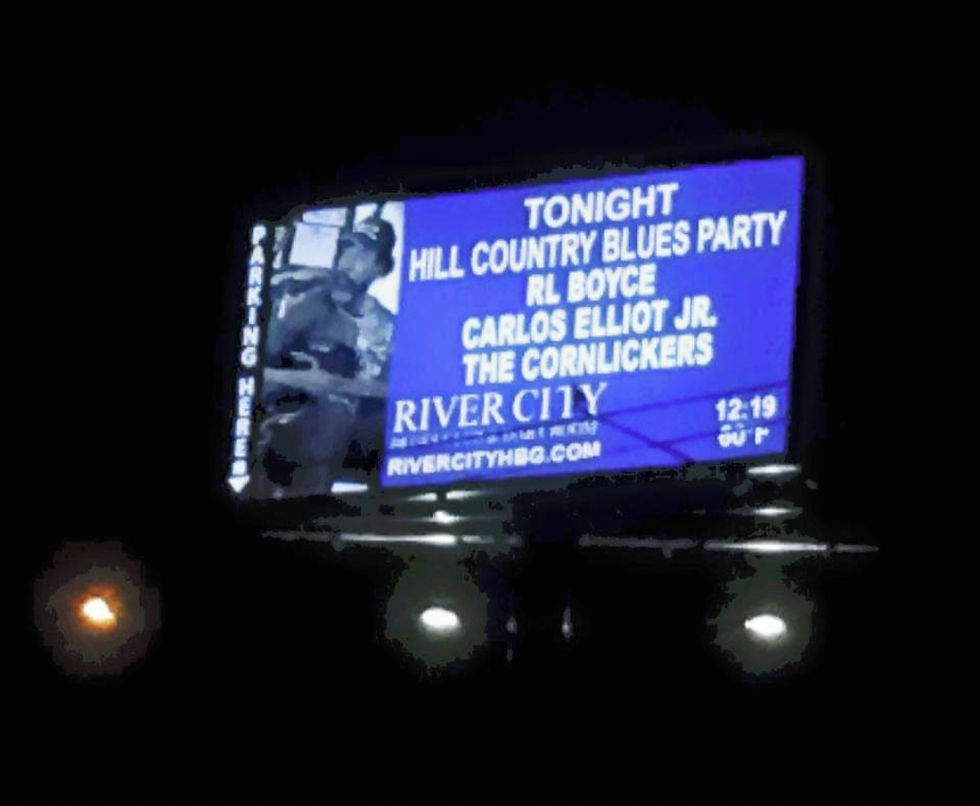 PARKING HERE
TONIGHT
HILL COUNTRY BLUES PARTY
RL BOYCE
CARLOS ELLIOT JR.
THE CORNLICKERS
RIVER CITY
RIVERCITYHBG.COM
12:19
60°F